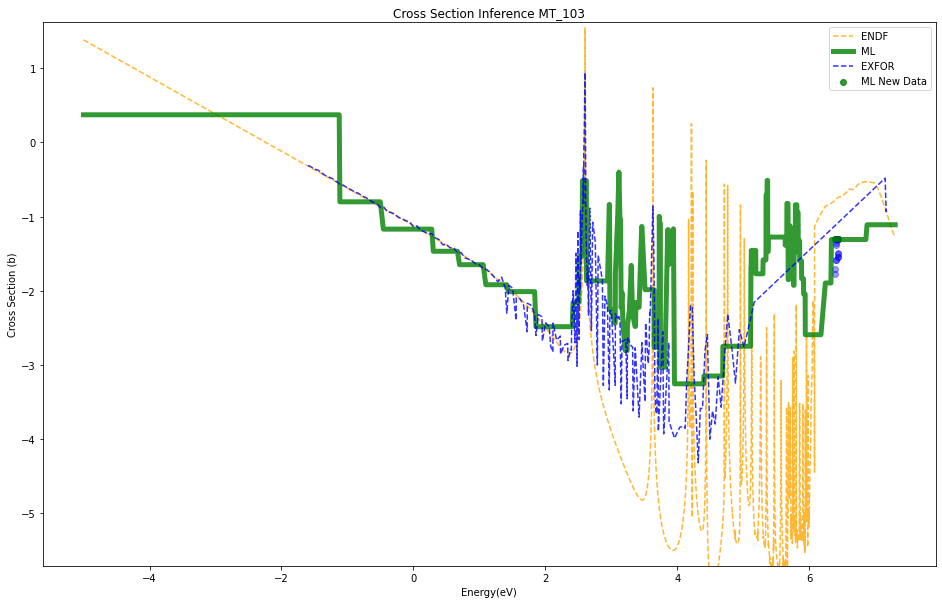 Cross Section Inference MT_103
ENDF
ML
EXFOR
ML New Data
1
0
−1
−2
−3
−4
−5
Cross Section (b)
−4
−2
0
2
4
6
Energy(eV)